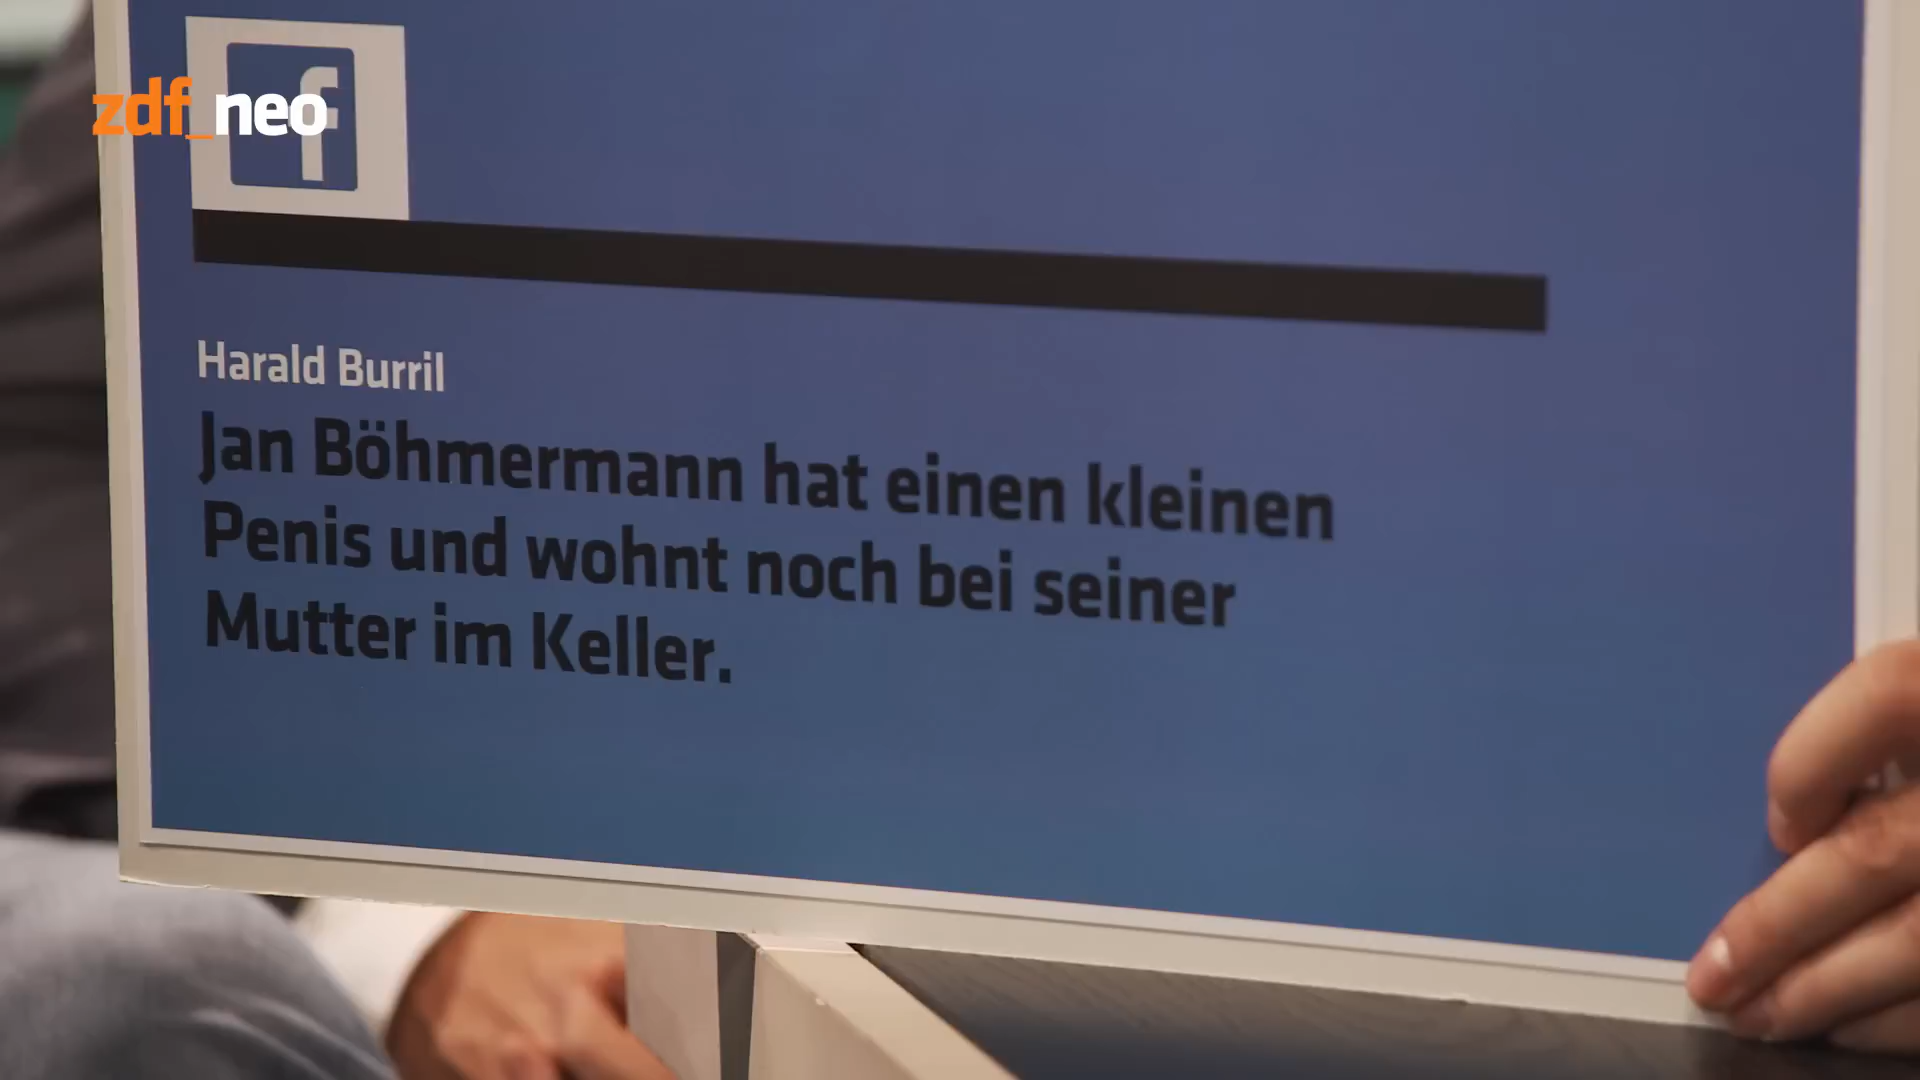 zdf_neo
f
Harald Burril
Jan Böhmermann hat einen kleinen
Penis und wohnt noch bei seiner
Mutter im Keller.